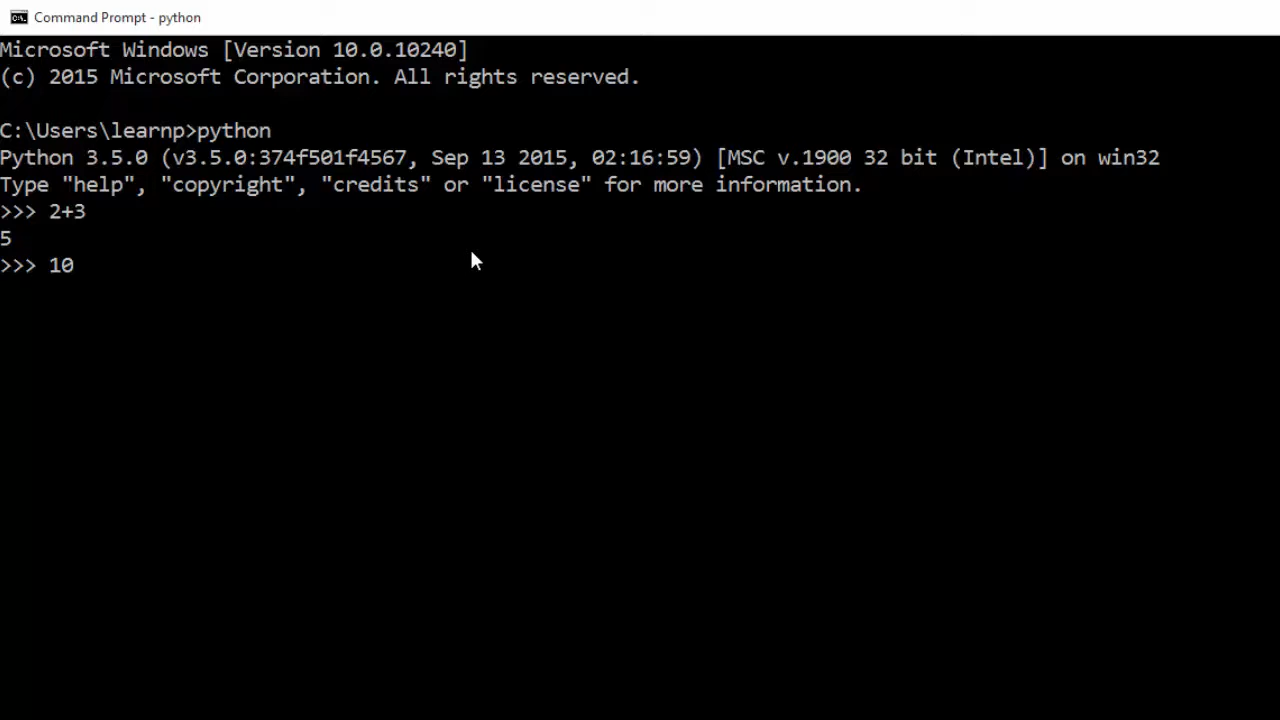 Command Prompt - python
Microsoft Windows [Version 10.0.10240]
(c) 2015 Microsoft Corporation. All rights reserved.
C:\Users\learnp>python
Python 3.5.0 (v3.5.0:374f501f4567, Sep 13 2015, 02:16:59) [MSC v.1900 32 bit (Intel)] on win32
Type "help", "copyright", "credits" or "license" for more information.
>>> 2+3
5
>>> 10